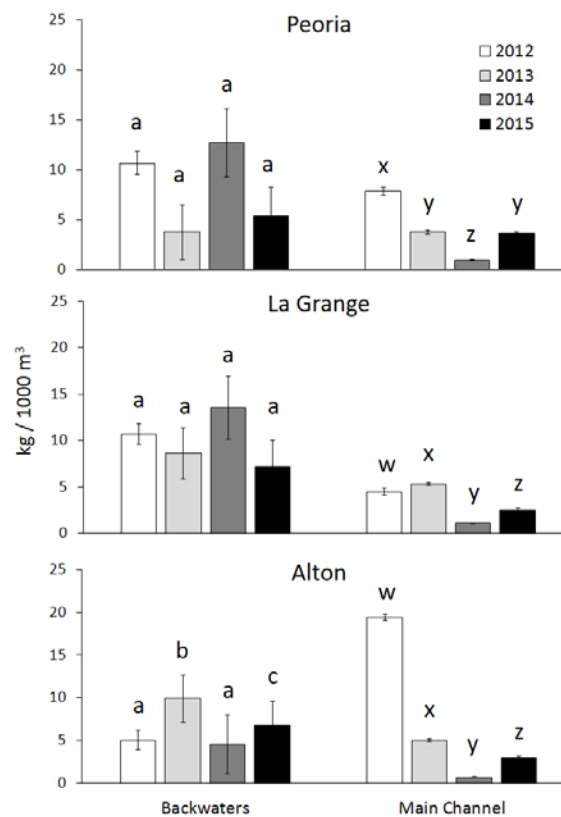 Peoria
25
20
15
10
5
0
2012
2013
2014
2015
a
a
a
a
x
y
z
y
kg / 1000 m³
La Grange
25
20
15
10
5
0
a
a
a
a
w
x
y
z
Alton
25
20
15
10
5
0
a
b
a
c
w
x
y
z
Backwaters
Main Channel